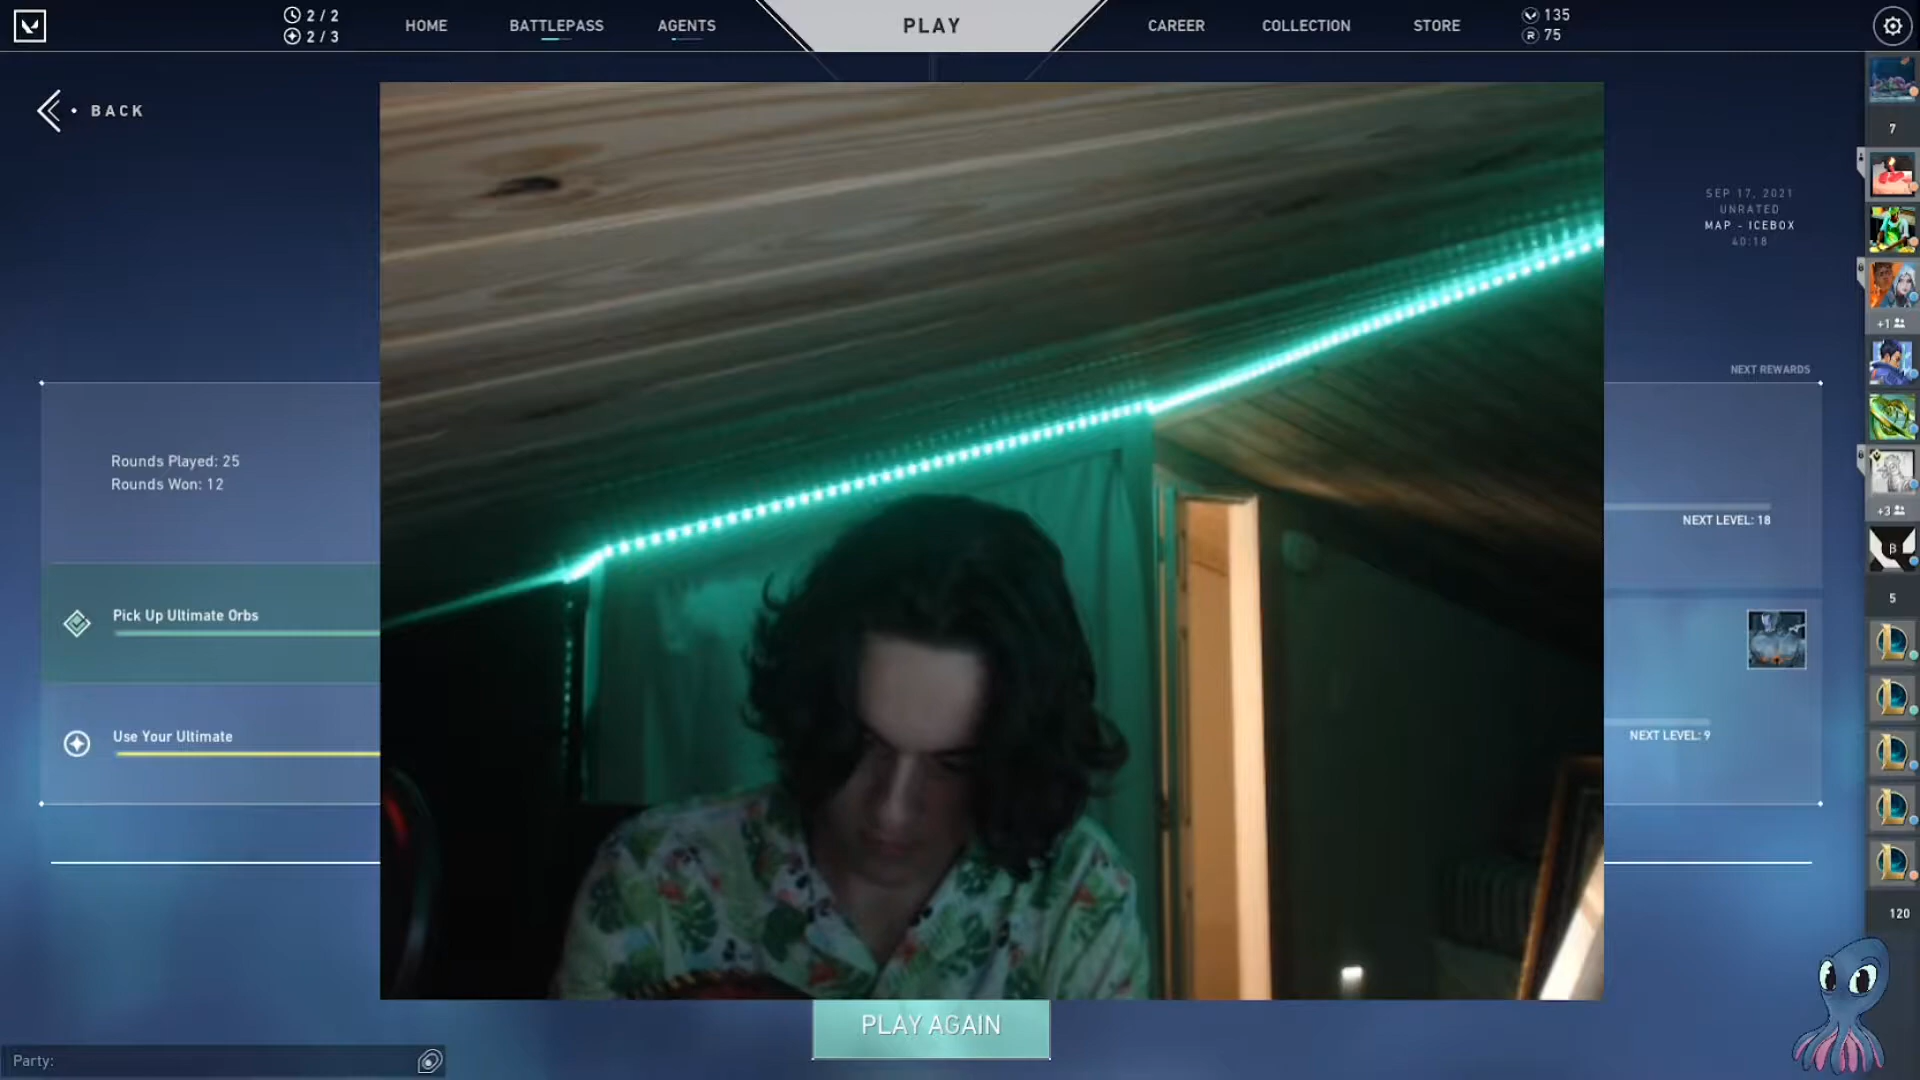 2 / 2
2 / 3
HOME
BATTLEPASS
AGENTS
PLAY
CAREER
COLLECTION
STORE
135
R 75
BACK
7
SEP 17, 2021
UNRATED
MAP - ICEBOX
40:18
+1
NEXT REWARDS
Rounds Played: 25
Rounds Won: 12
+3
NEXT LEVEL: 18
β
5
Pick Up Ultimate Orbs
Use Your Ultimate
NEXT LEVEL: 9
120
PLAY AGAIN
Party: